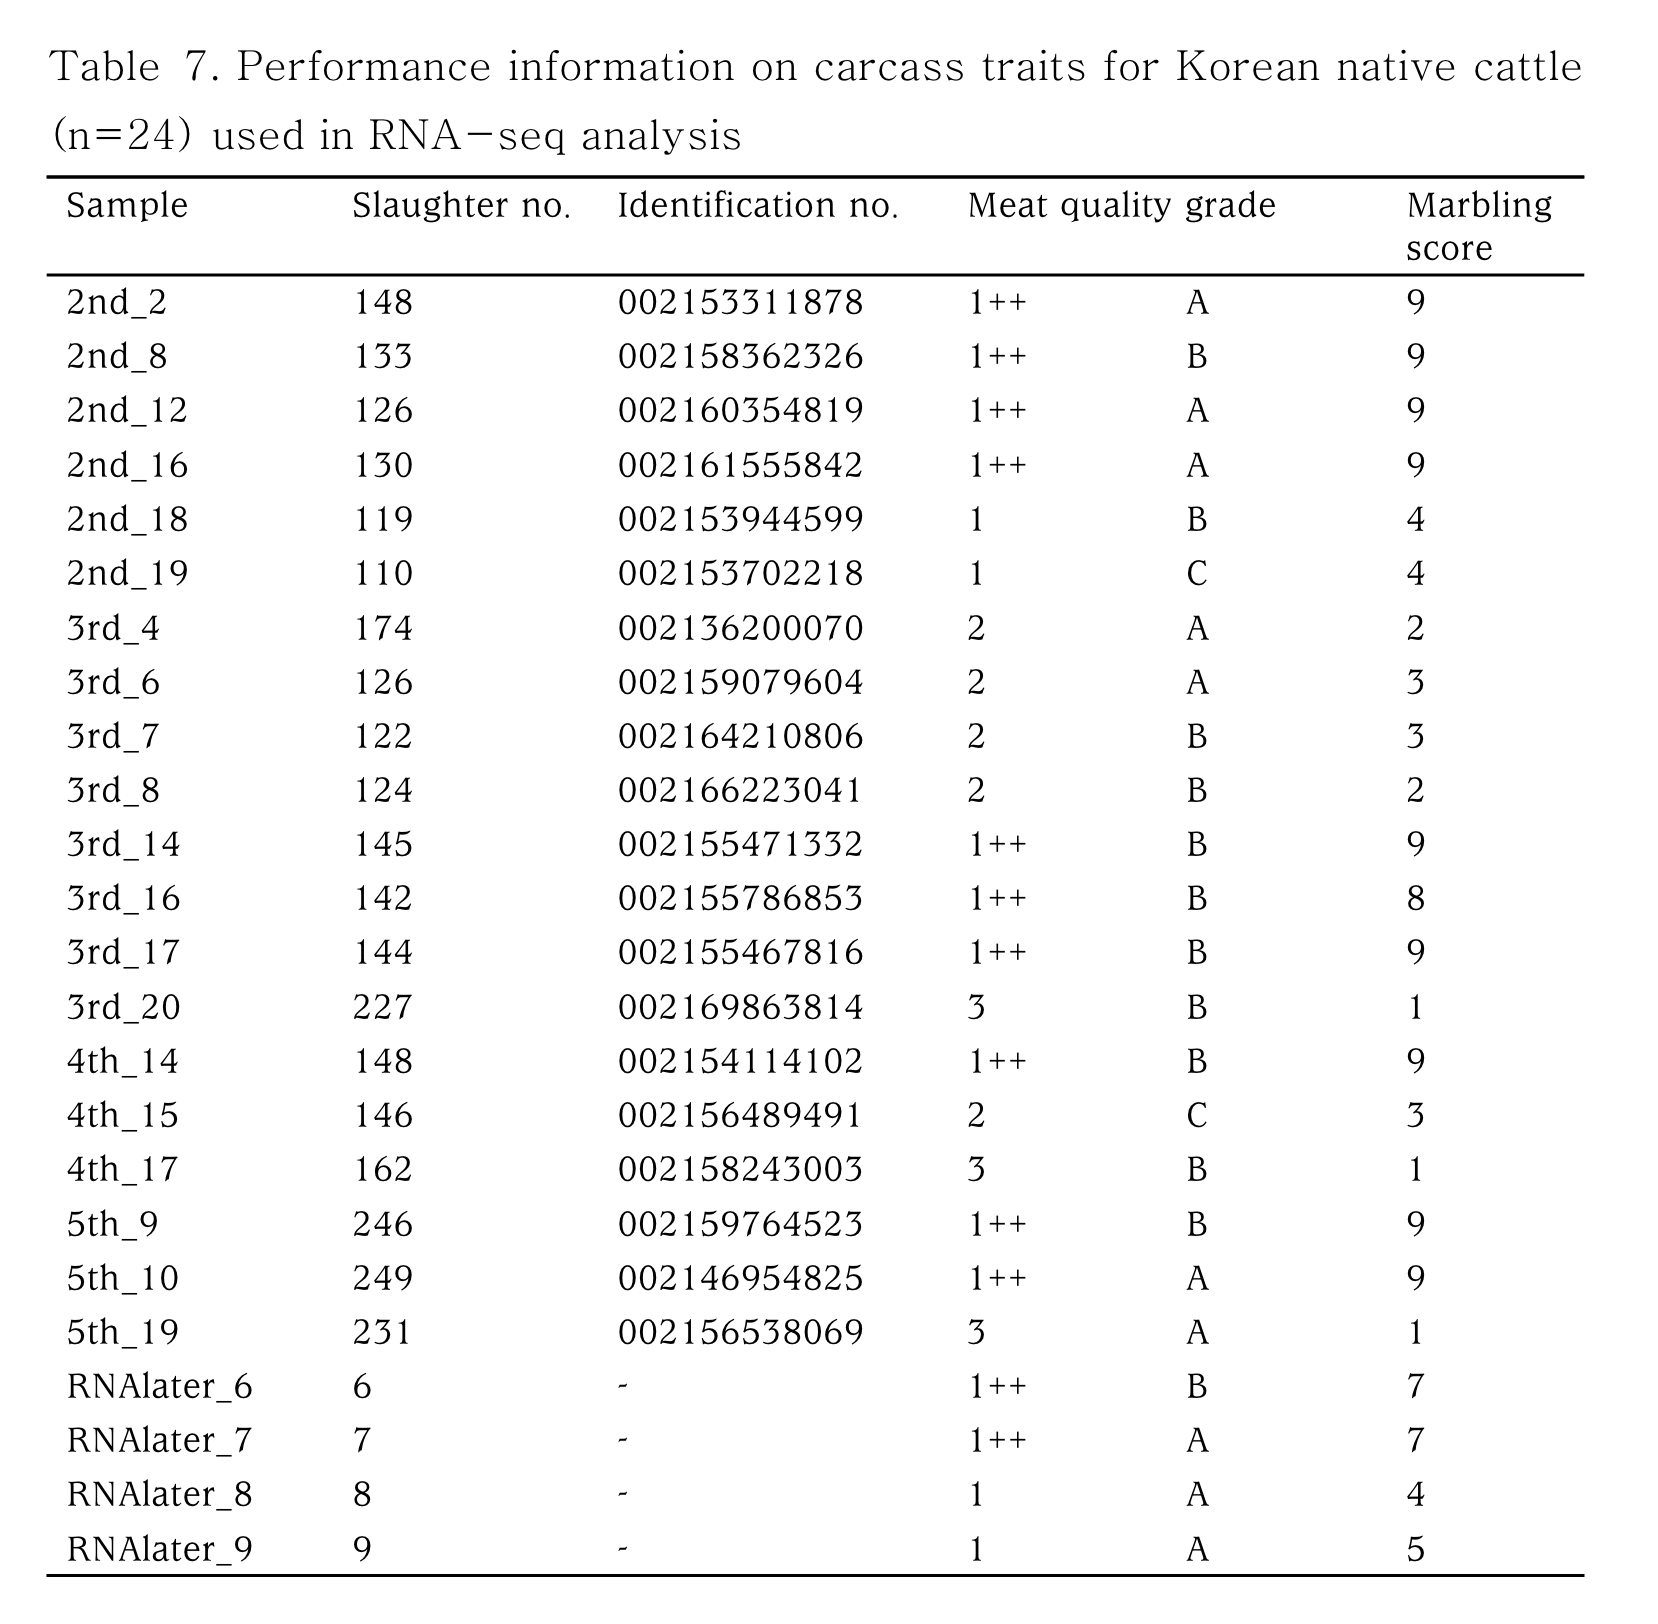 Table 7. Performance information on carcass traits for Korean native cattle
(n=24) used in RNA-seq analysis
Sample Slaughter no. Identification no. Meat quality grade Marbling
score
2nd_2 148 002153311878 1++ A 9
2nd_8 133 002158362326 1++ B 9
2nd_12 126 002160354819 1++ A 9
2nd_16 130 002161555842 1++ A 9
2nd_18 119 002153944599 1 B 4
2nd_19 110 002153702218 1 C 4
3rd_4 174 002136200070 2 A 2
3rd_6 126 002159079604 2 A 3
3rd_7 122 002164210806 2 B 3
3rd_8 124 002166223041 2 B 2
3rd_14 145 002155471332 1++ B 9
3rd_16 142 002155786853 1++ B 8
3rd_17 144 002155467816 1++ B 9
3rd_20 227 002169863814 3 B 1
4th_14 148 002154114102 1++ B 9
4th_15 146 002156489491 2 C 3
4th_17 162 002158243003 3 B 1
5th_9 246 002159764523 1++ B 9
5th_10 249 002146954825 1++ A 9
5th_19 231 002156538069 3 A 1
RNAlater_6 6 - 1++ B 7
RNAlater_7 7 - 1++ A 7
RNAlater_8 8 - 1 A 4
RNAlater_9 9 - 1 A 5